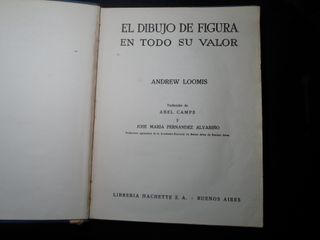 EL DIBUJO DE FIGURA
EN TODO SU VALOR
ANDREW LOOMIS
Traducción de
ABEL CAMPS
Y
JOSE MARIA FERNANDEZ ALVARIÑO
LIBRERIA HACHETTE S. A. - BUENOS AIRES